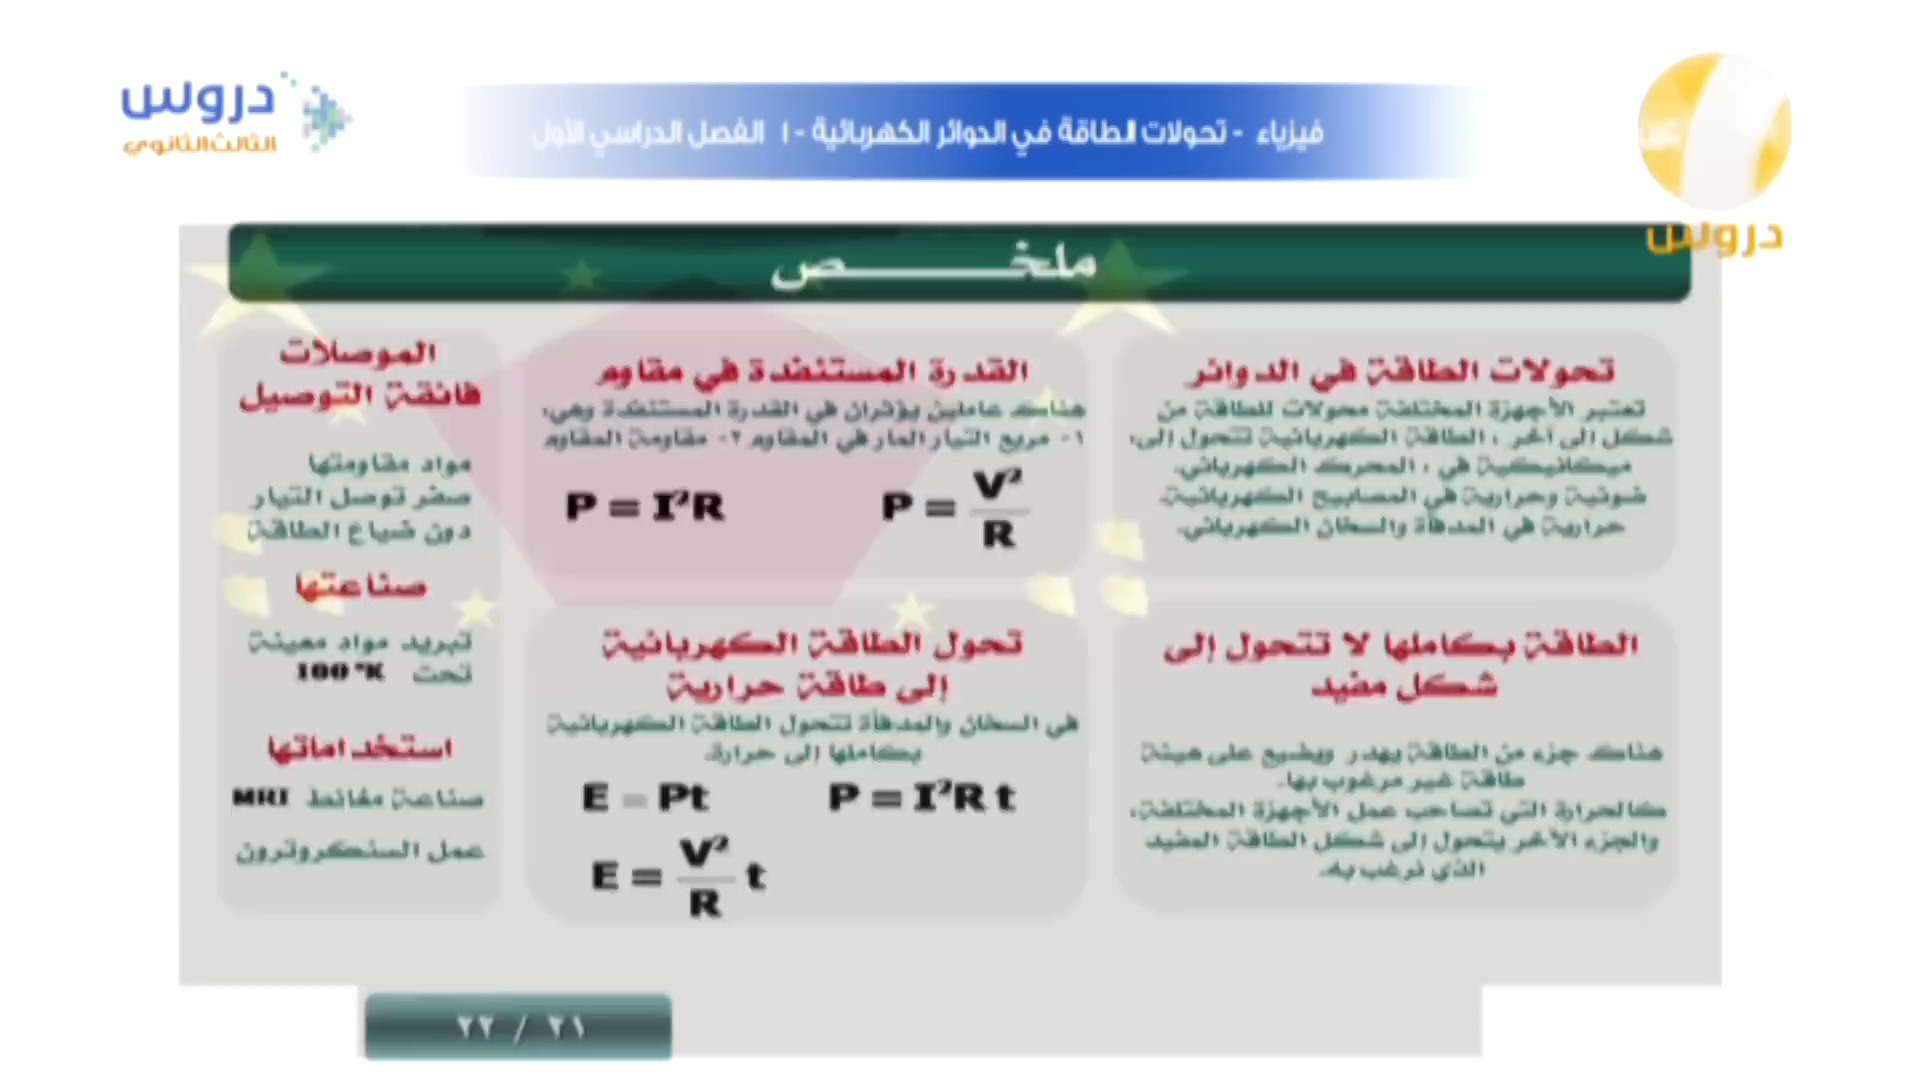 دروس
الثالث الثانوي
فيزياء - تحولات الطاقة في الدوائر الكهربائية - ١ الفصل الدراسي الأول
دروس
ملخـــــــص
تحولات الطاقة في الدوائر
تعتبر الأجهزة المختلفة محولات للطاقة من
شكل إلى آخر ، الطاقة الكهربائية تتحول إلى:
ميكانيكية في ، المحرك الكهربائي.
ضوئية وحرارية في المصابيح الكهربائية.
حرارية في المدفأة والسخان الكهربائي.
القدرة المستنفذة في مقاوم
هناك عاملين يؤثران في القدرة المستنفذة وهي:
١- مربع التيار المار في المقاوم ٢- مقاومة المقاوم
P = I²R
P = V²/R
الموصلات
فائقة التوصيل
مواد مقاومتها
صفر توصل التيار
دون ضياع الطاقة
صناعتها
تبريد مواد معينة
تحت 100 °K
استخداماتها
صناعة مغانط MRI
عمل السنكروترون
الطاقة بكاملها لا تتحول إلى
شكل مفيد
هناك جزء من الطاقة يهدر ويضيع على هيئة
طاقة غير مرغوب بها.
كالحرارة التي تصاحب عمل الأجهزة المختلفة،
والجزء الآخر يتحول إلى شكل الطاقة المفيد
الذي نرغب به.
تحول الطاقة الكهربائية
إلى طاقة حرارية
في السخان والمدفأة تتحول الطاقة الكهربائية
بكاملها إلى حرارة.
E = Pt
P = I²R t
E = V²/R t
٢١ / ٢٢